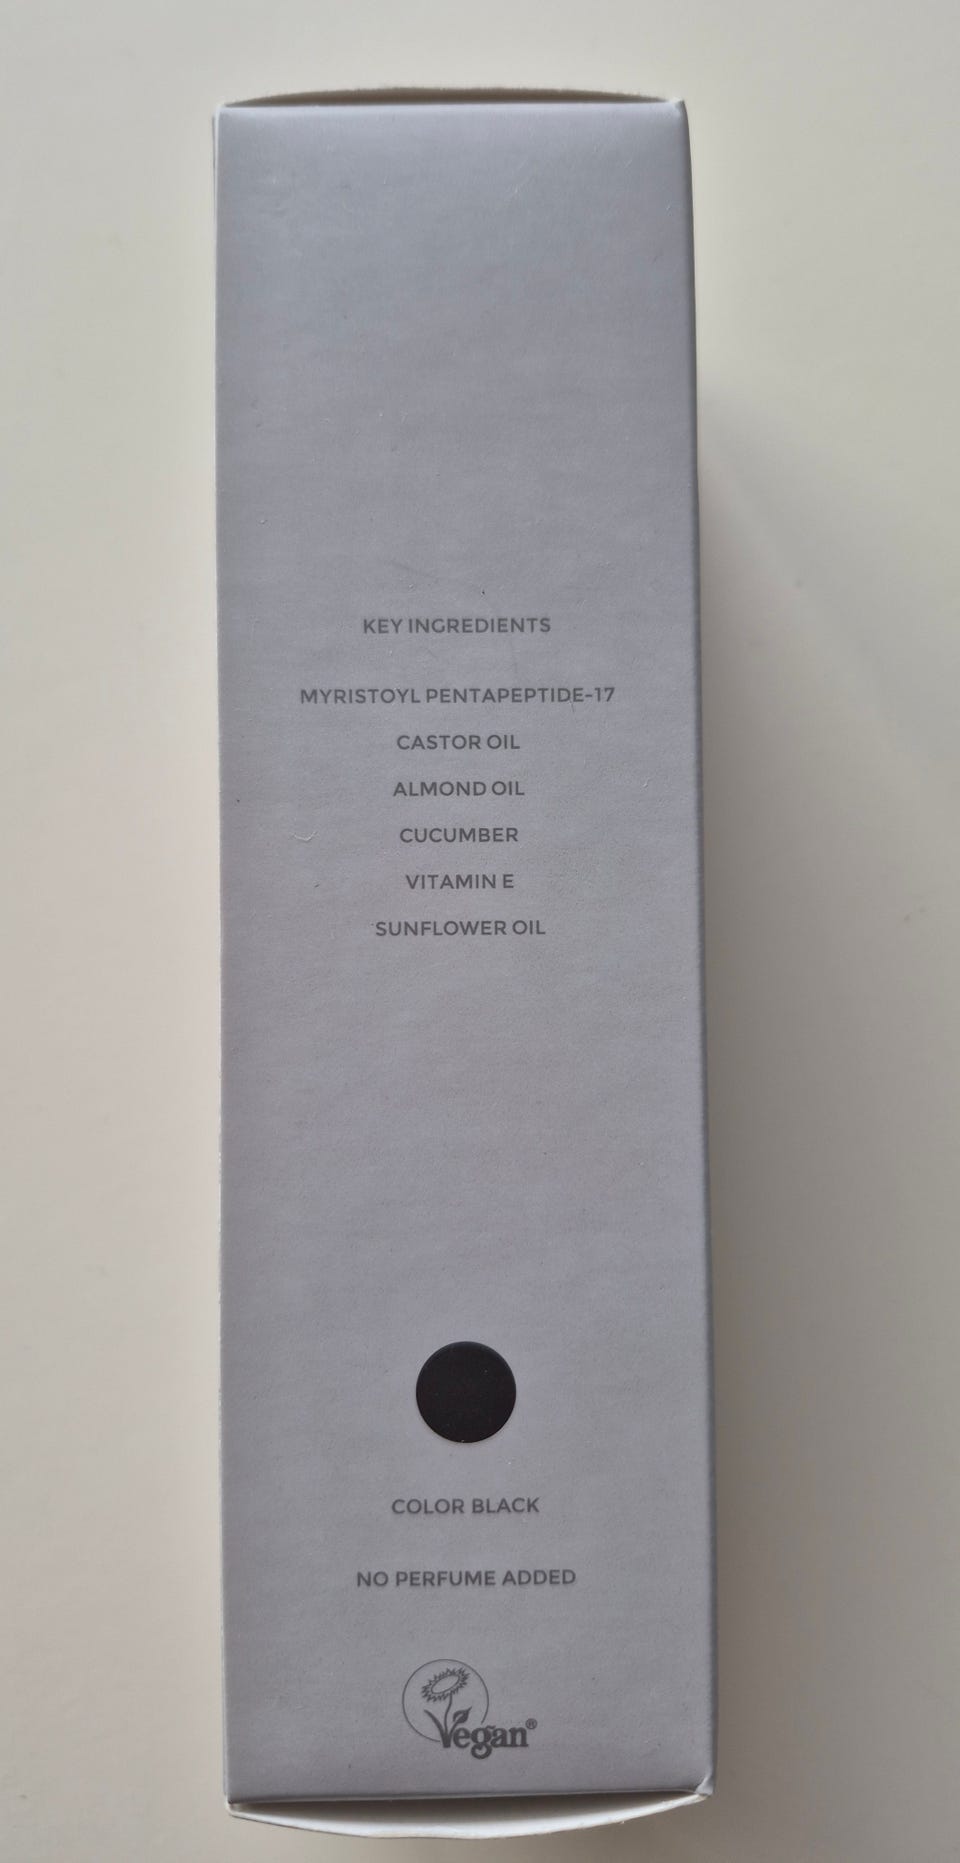 KEY INGREDIENTS
MYRISTOYL PENTAPEPTIDE-17
CASTOR OIL
ALMOND OIL
CUCUMBER
VITAMIN E
SUNFLOWER OIL
COLOR BLACK
NO PERFUME ADDED
Vegan®